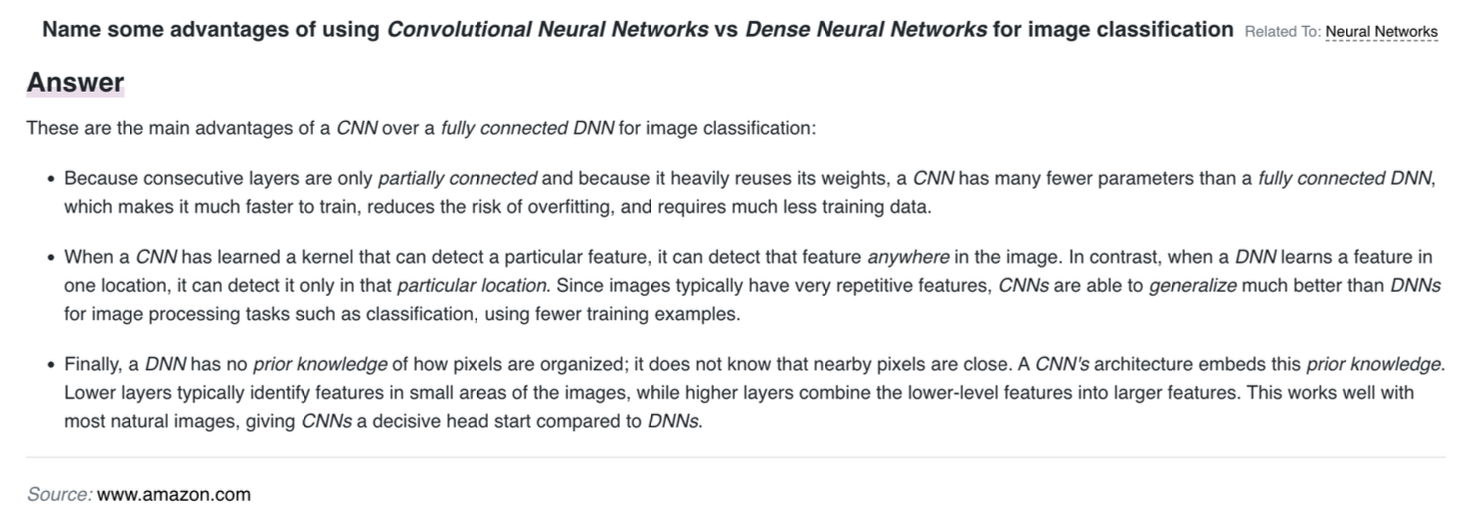 Name some advantages of using Convolutional Neural Networks vs Dense Neural Networks for image classification Related To: Neural Networks
Answer
These are the main advantages of a CNN over a fully connected DNN for image classification:
• Because consecutive layers are only partially connected and because it heavily reuses its weights, a CNN has many fewer parameters than a fully connected DNN,
which makes it much faster to train, reduces the risk of overfitting, and requires much less training data.
• When a CNN has learned a kernel that can detect a particular feature, it can detect that feature anywhere in the image. In contrast, when a DNN learns a feature in
one location, it can detect it only in that particular location. Since images typically have very repetitive features, CNNs are able to generalize much better than DNNs
for image processing tasks such as classification, using fewer training examples.
• Finally, a DNN has no prior knowledge of how pixels are organized; it does not know that nearby pixels are close. A CNN's architecture embeds this prior knowledge.
Lower layers typically identify features in small areas of the images, while higher layers combine the lower-level features into larger features. This works well with
most natural images, giving CNNs a decisive head start compared to DNNs.
Source: www.amazon.com